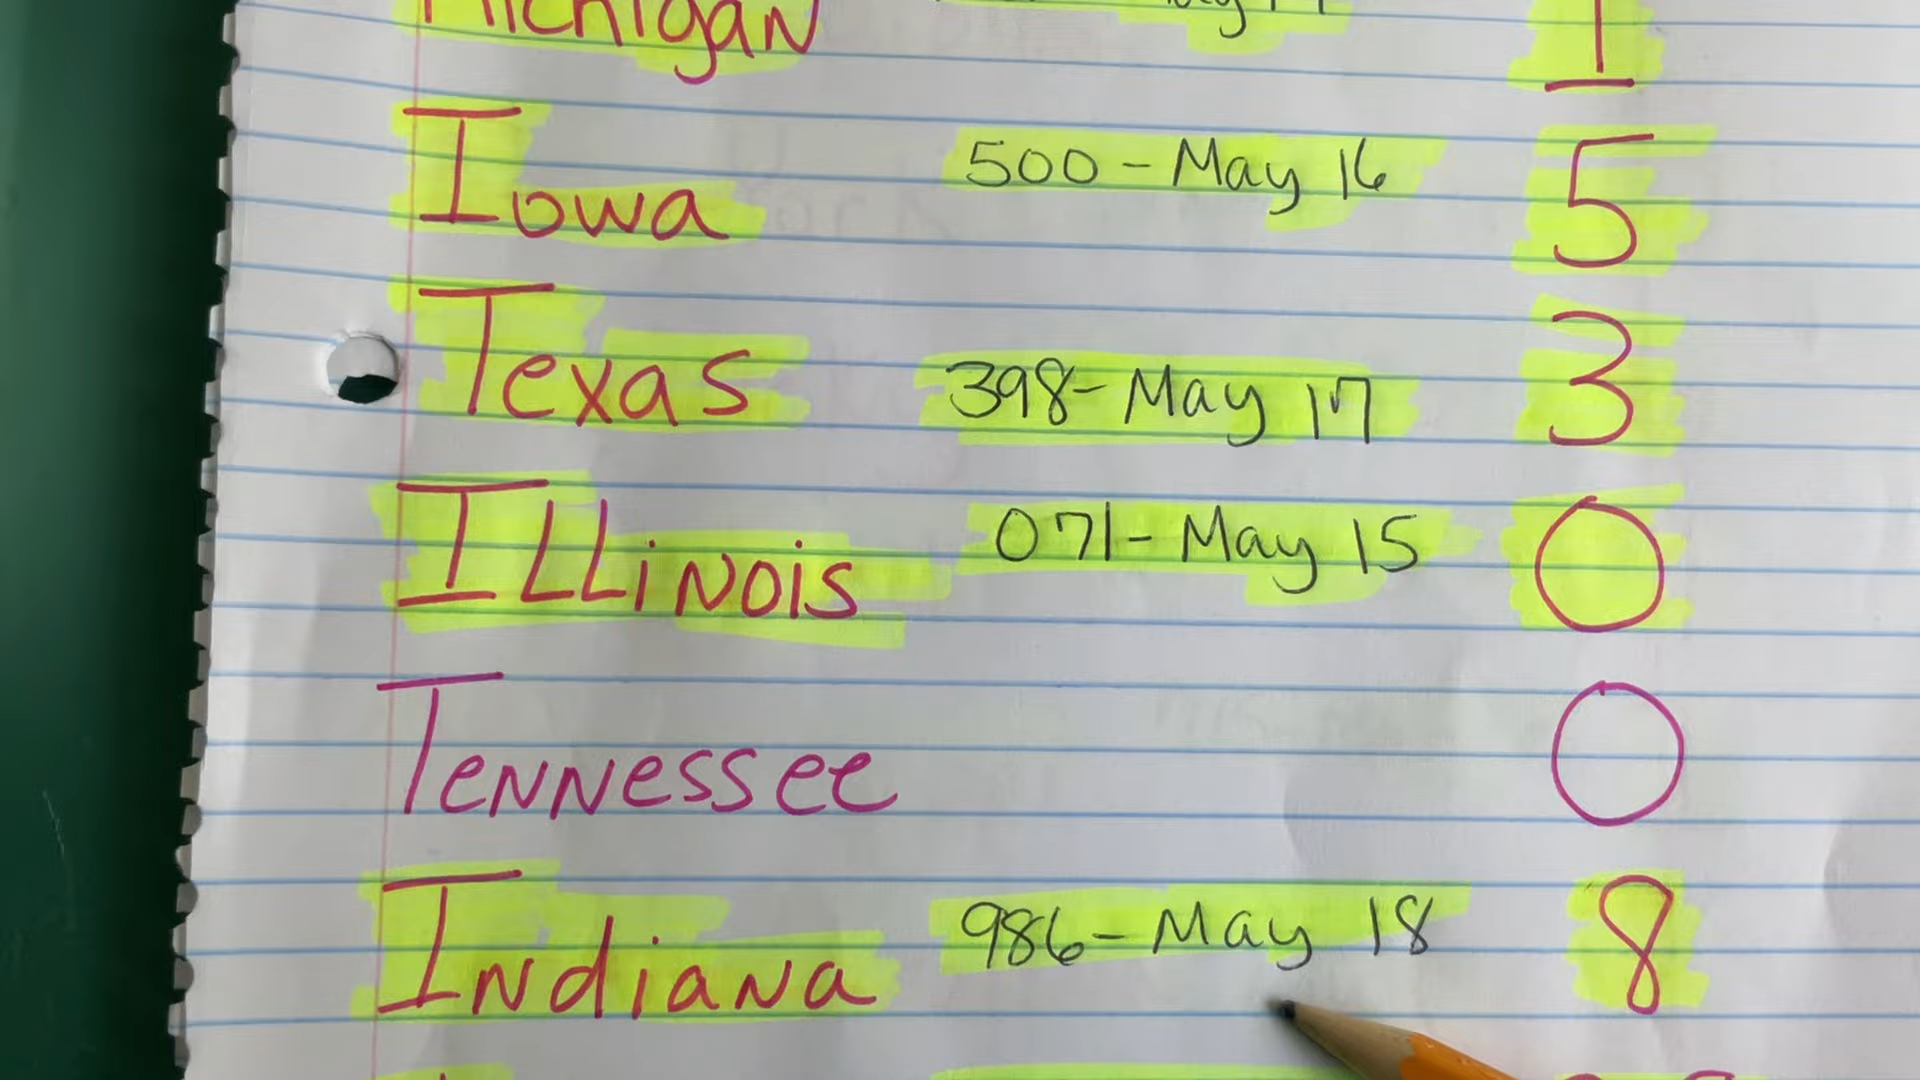 Michigan 1
Iowa 500-May 16 5
Texas 398-May 17 3
ILLinois 071-May 15 0
Tennessee 0
Indiana 986-May 18 8